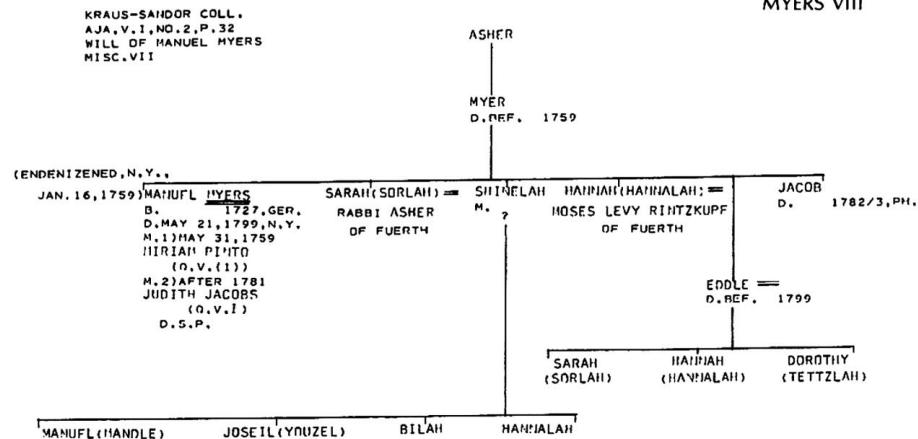 MYERS VIII
KRAUS-SANDOR COLL.
AJA,V.I,NO.2,P.32
WILL OF MANUEL MYERS
MISC.VII
ASHER
MYER
D.BEF. 1759
(ENDENIZENED,N.Y.,
JAN.16,1759)
MANUEL MYERS
B. 1727,GER.
D.MAY 21,1799,N.Y.
M.1)MAY 31,1759
MIRIAM PINTO
(Q.V.(1))
M.2)AFTER 1781
JUDITH JACOBS
(Q.V.I)
D.S.P.
SARAH(SORLAH) =
RABBI ASHER
OF FUERTH
SHINELAH
M. ?
HANNAH(HANNALAH) =
MOSES LEVY RINTZKUPF
OF FUERTH
JACOB
D. 1782/3,PH.
EDDLE =
D.BEF. 1799
SARAH
(SORLAH)
HANNAH
(HANNALAH)
DOROTHY
(TETTZLAH)
MANUEL(MANDLE)
JOSEIL(YOUZEL)
BILAH
HANNALAH